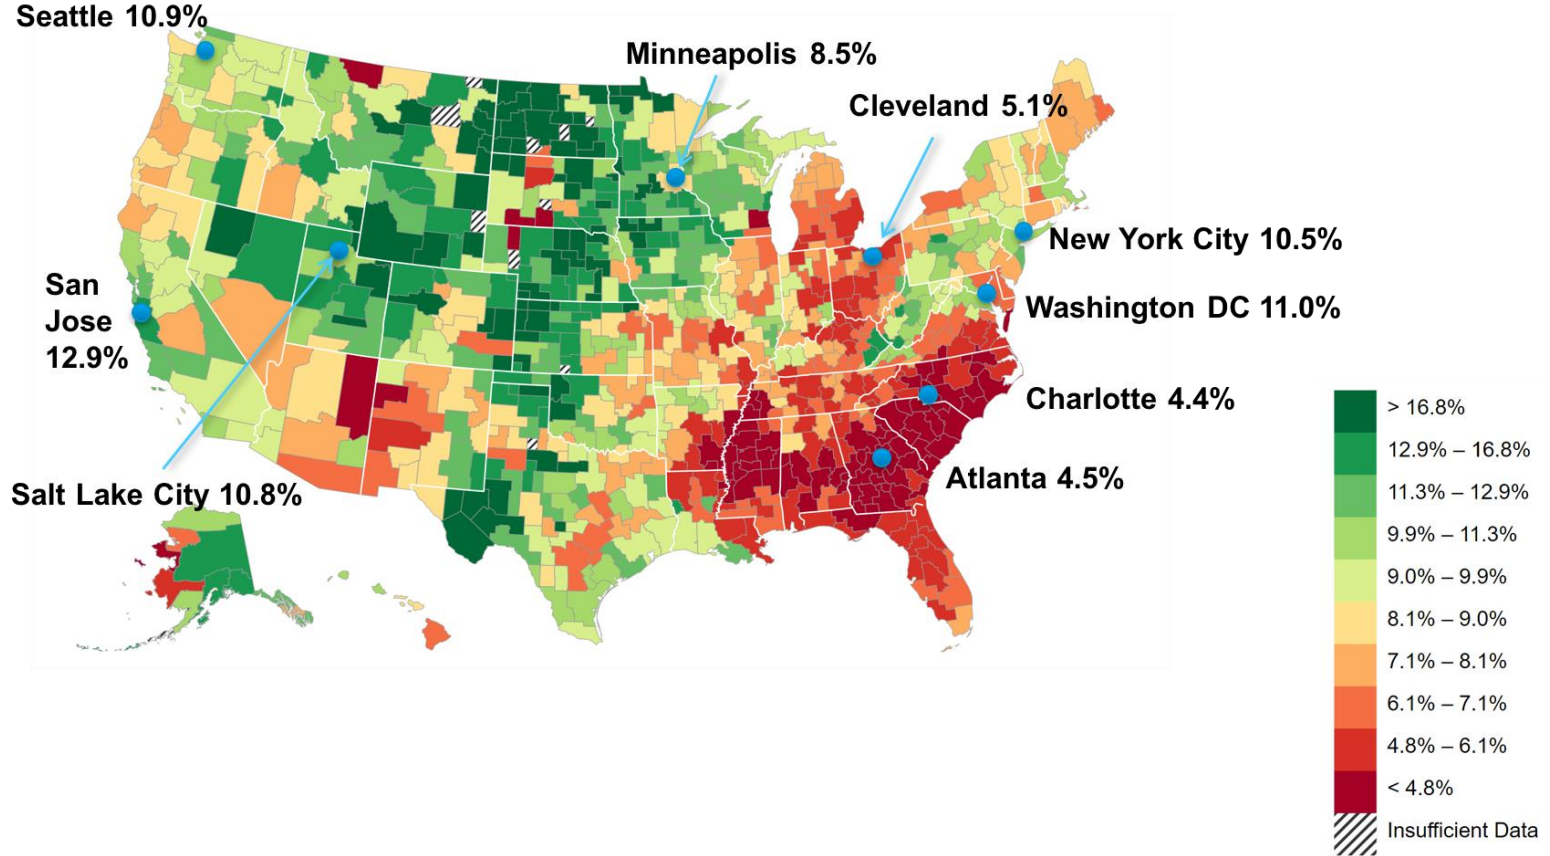 Seattle 10.9%
Minneapolis 8.5%
Cleveland 5.1%
New York City 10.5%
San
Jose
12.9%
Washington DC 11.0%
Charlotte 4.4%
Atlanta 4.5%
Salt Lake City 10.8%
> 16.8%
12.9% – 16.8%
11.3% – 12.9%
9.9% – 11.3%
9.0% – 9.9%
8.1% – 9.0%
7.1% – 8.1%
6.1% – 7.1%
4.8% – 6.1%
< 4.8%
Insufficient Data